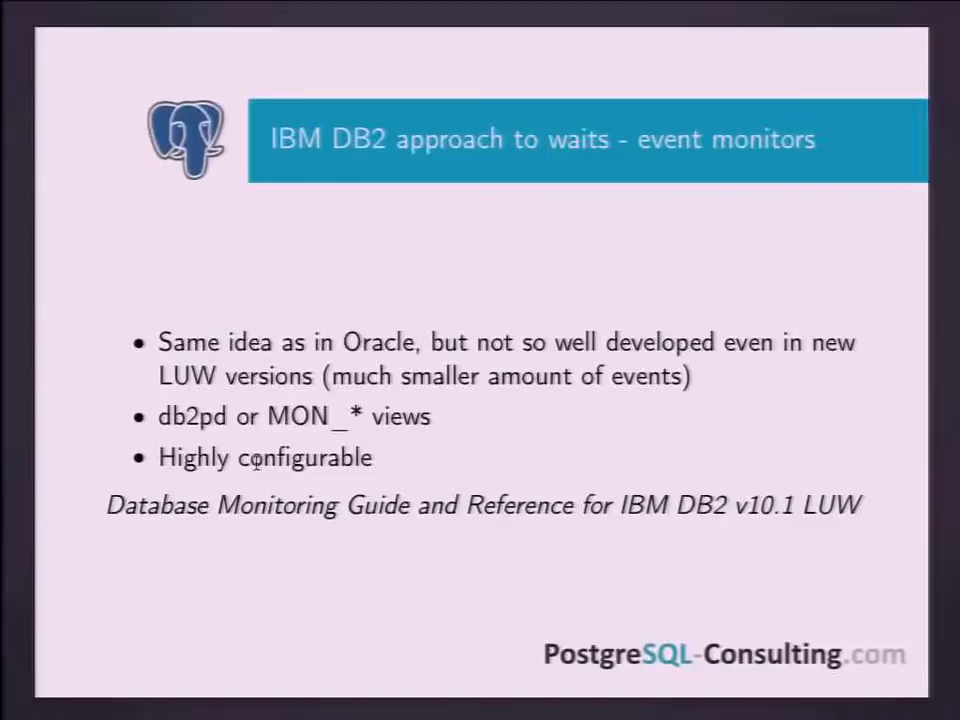 IBM DB2 approach to waits - event monitors
• Same idea as in Oracle, but not so well developed even in new
LUW versions (much smaller amount of events)
• db2pd or MON_* views
• Highly configurable
Database Monitoring Guide and Reference for IBM DB2 v10.1 LUW
PostgreSQL-Consulting.com